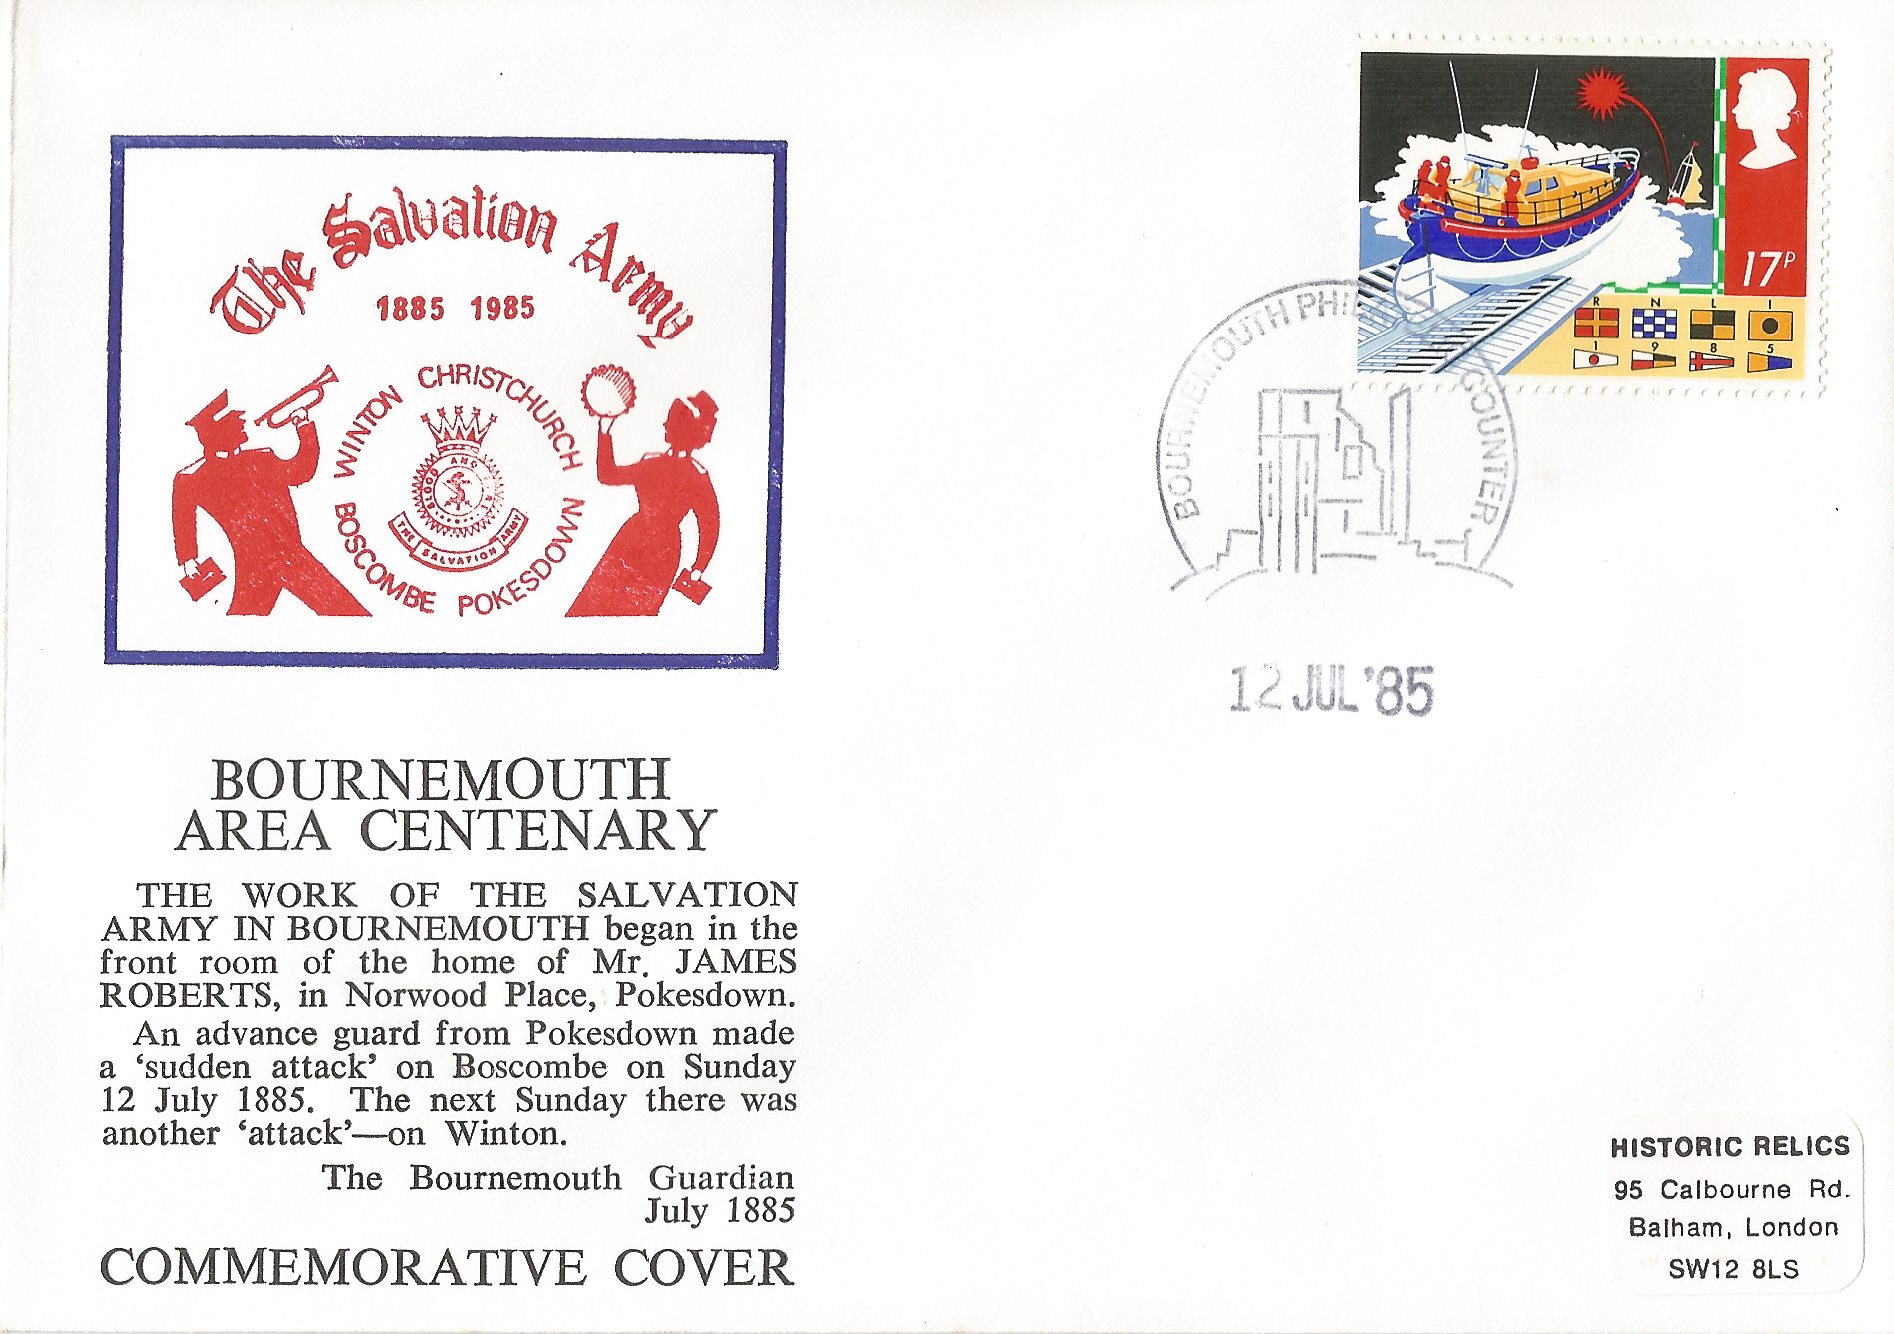 The Salvation Army
1885 1985
WINTON CHRISTCHURCH
BOSCOMBE POKESDOWN
BLOOD AND
THE SALVATION ARMY
BOURNEMOUTH
AREA CENTENARY
THE WORK OF THE SALVATION
ARMY IN BOURNEMOUTH began in the
front room of the home of Mr. JAMES
ROBERTS, in Norwood Place, Pokesdown.
An advance guard from Pokesdown made
a ‘sudden attack’ on Boscombe on Sunday
12 July 1885. The next Sunday there was
another ‘attack’—on Winton.
The Bournemouth Guardian
July 1885
COMMEMORATIVE COVER
17P
R N L I
1 9 8 5
BOURNEMOUTH COUNTER
12 JUL '85
HISTORIC RELICS
95 Calbourne Rd.
Balham, London
SW12 8LS